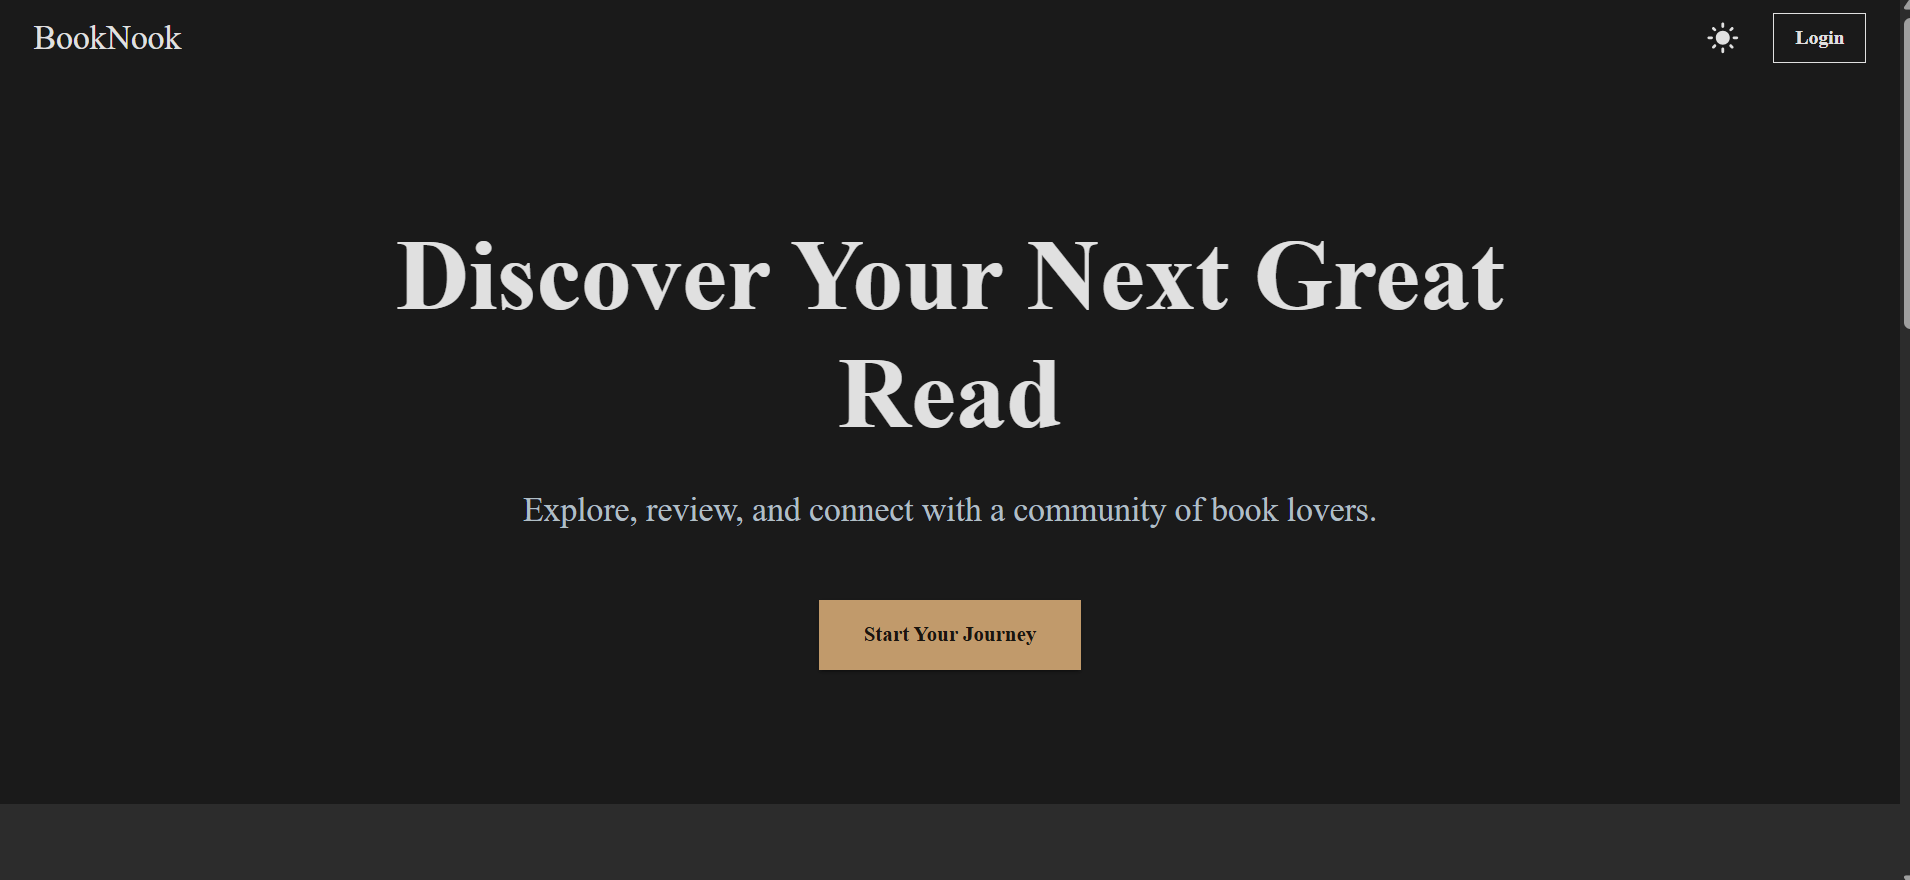 BookNook
Login
Discover Your Next Great
Read
Explore, review, and connect with a community of book lovers.
Start Your Journey